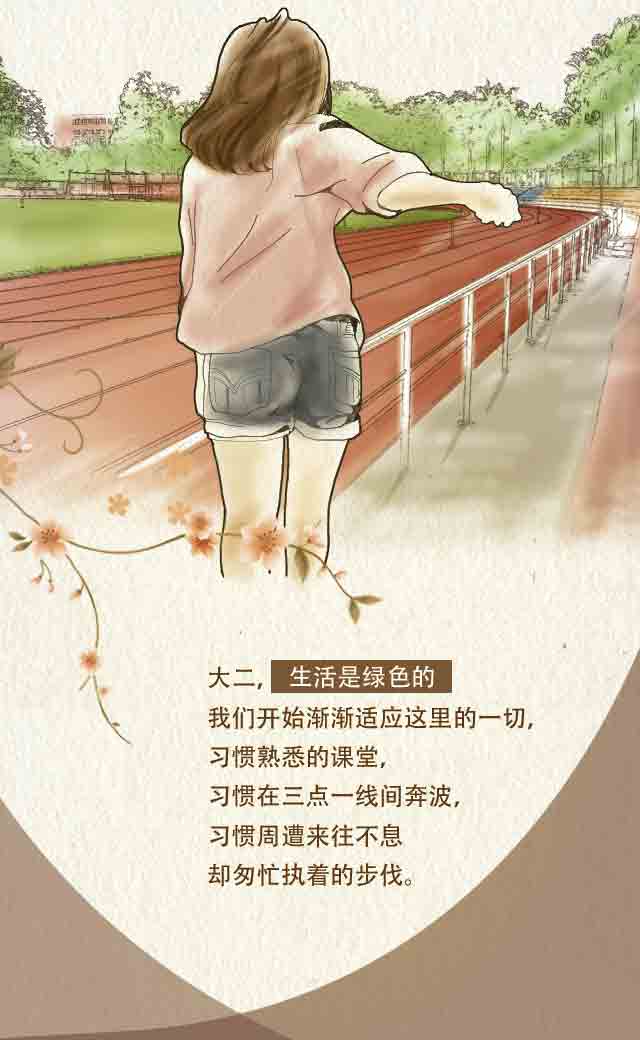 大二, 生活是绿色的
我们开始渐渐适应这里的一切,
习惯熟悉的课堂,
习惯在三点一线间奔波,
习惯周遭来往不息
却匆忙执着的步伐。